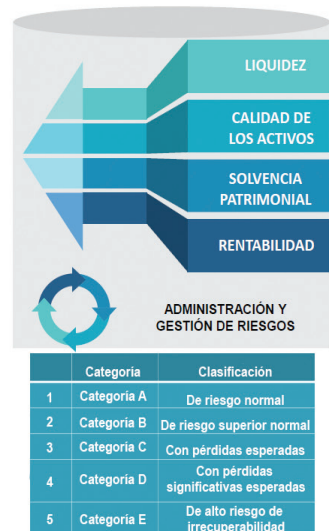 LIQUIDEZ
CALIDAD DE
LOS ACTIVOS
SOLVENCIA
PATRIMONIAL
RENTABILIDAD
ADMINISTRACIÓN Y
GESTIÓN DE RIESGOS
Categoría Clasificación
1 Categoría A De riesgo normal
2 Categoría B De riesgo superior normal
3 Categoría C Con pérdidas esperadas
4 Categoría D Con pérdidas
significativas esperadas
5 Categoría E De alto riesgo de
irrecuperabilidad